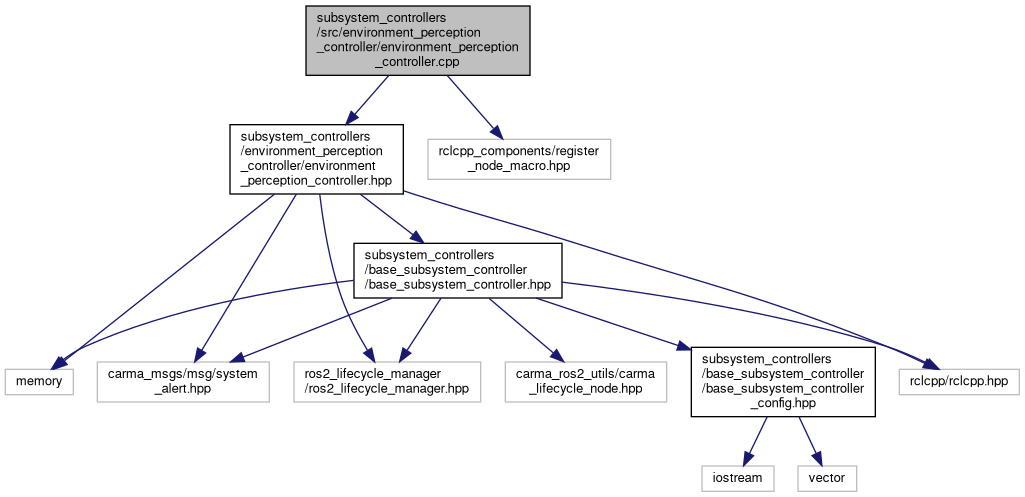 subsystem_controllers
/src/environment_perception
_controller/environment_perception
_controller.cpp
subsystem_controllers
/environment_perception
_controller/environment
_perception_controller.hpp
rclcpp_components/register
_node_macro.hpp
subsystem_controllers
/base_subsystem_controller
/base_subsystem_controller.hpp
memory
carma_msgs/msg/system
_alert.hpp
ros2_lifecycle_manager
/ros2_lifecycle_manager.hpp
carma_ros2_utils/carma
_lifecycle_node.hpp
subsystem_controllers
/base_subsystem_controller
/base_subsystem_controller
_config.hpp
rclcpp/rclcpp.hpp
iostream
vector